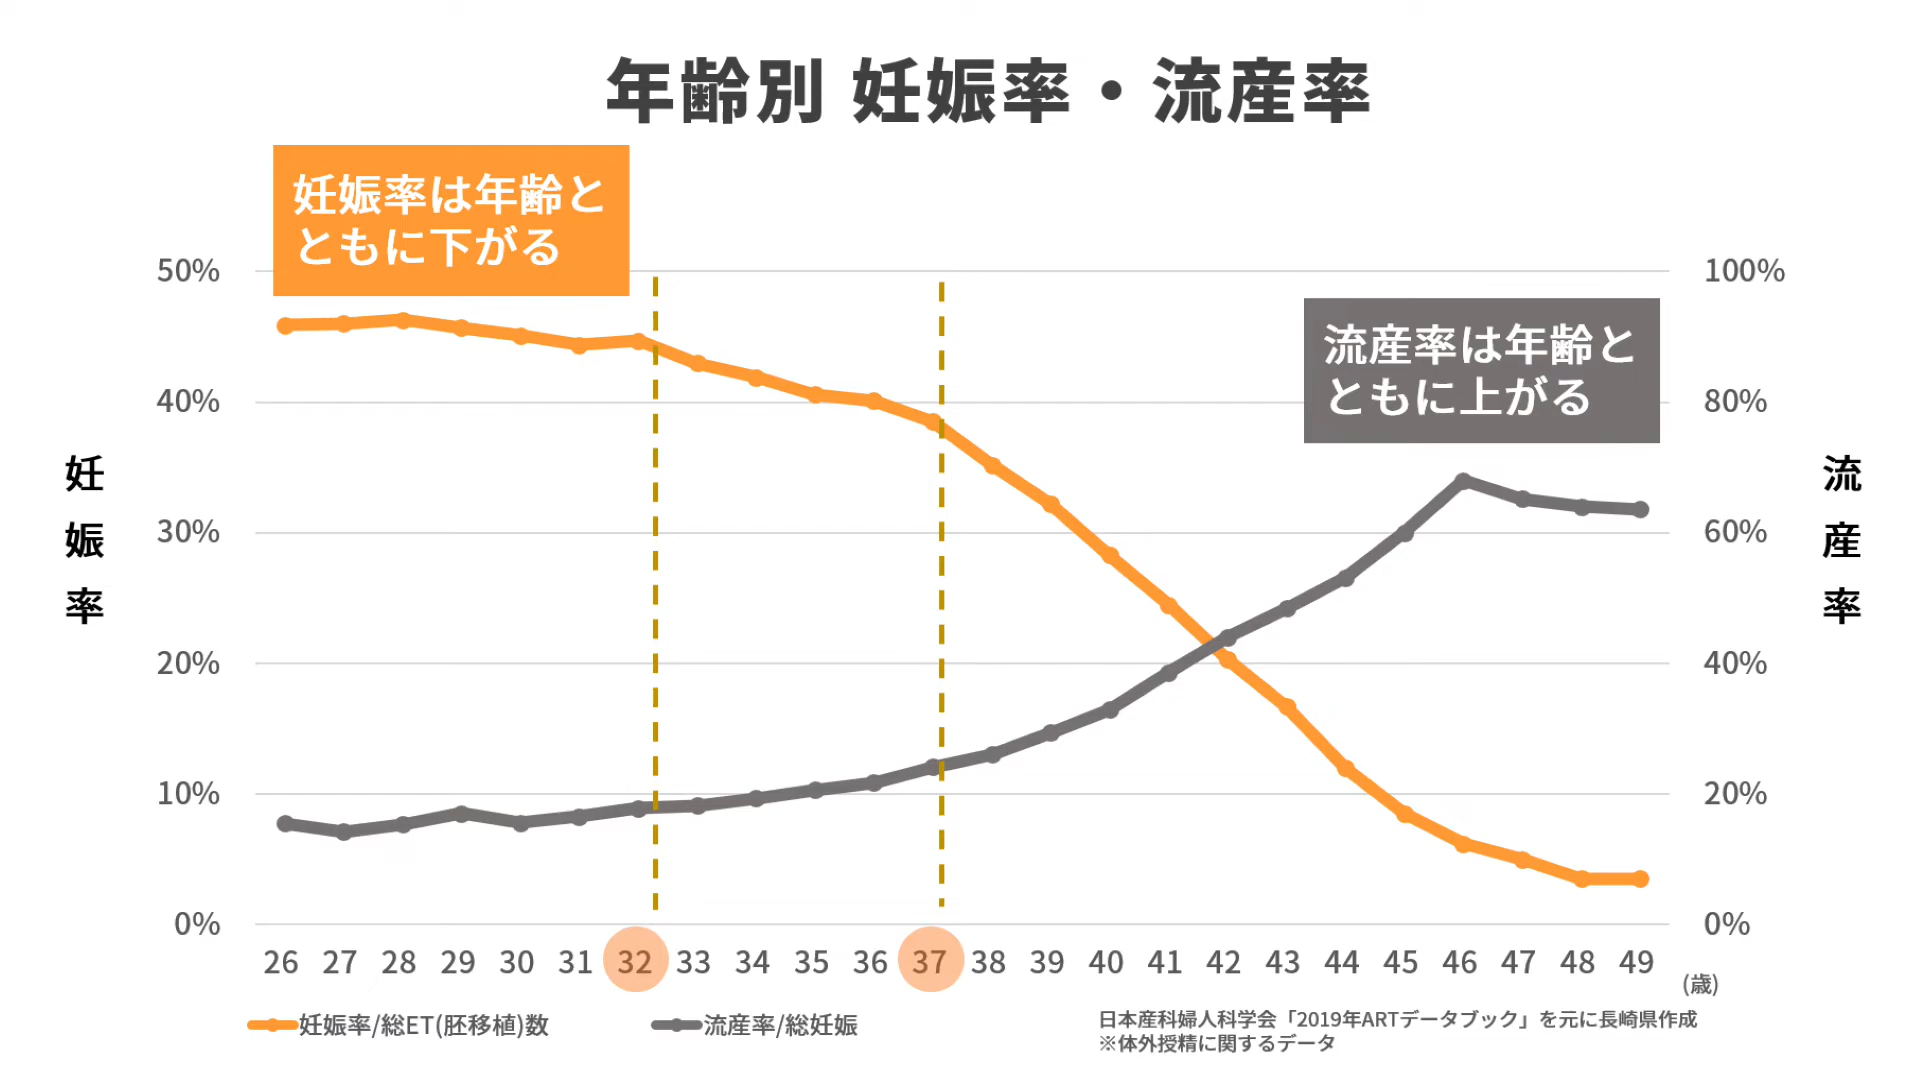 年齢別 妊娠率・流産率
妊娠率は年齢と
ともに下がる
流産率は年齢と
ともに上がる
妊娠率
50%
40%
30%
20%
10%
0%
流産率
100%
80%
60%
40%
20%
0%
26 27 28 29 30 31 32 33 34 35 36 37 38 39 40 41 42 43 44 45 46 47 48 49
(歳)
妊娠率/総ET(胚移植)数
流産率/総妊娠
日本産科婦人科学会「2019年ARTデータブック」を元に長崎県作成
※体外授精に関するデータ